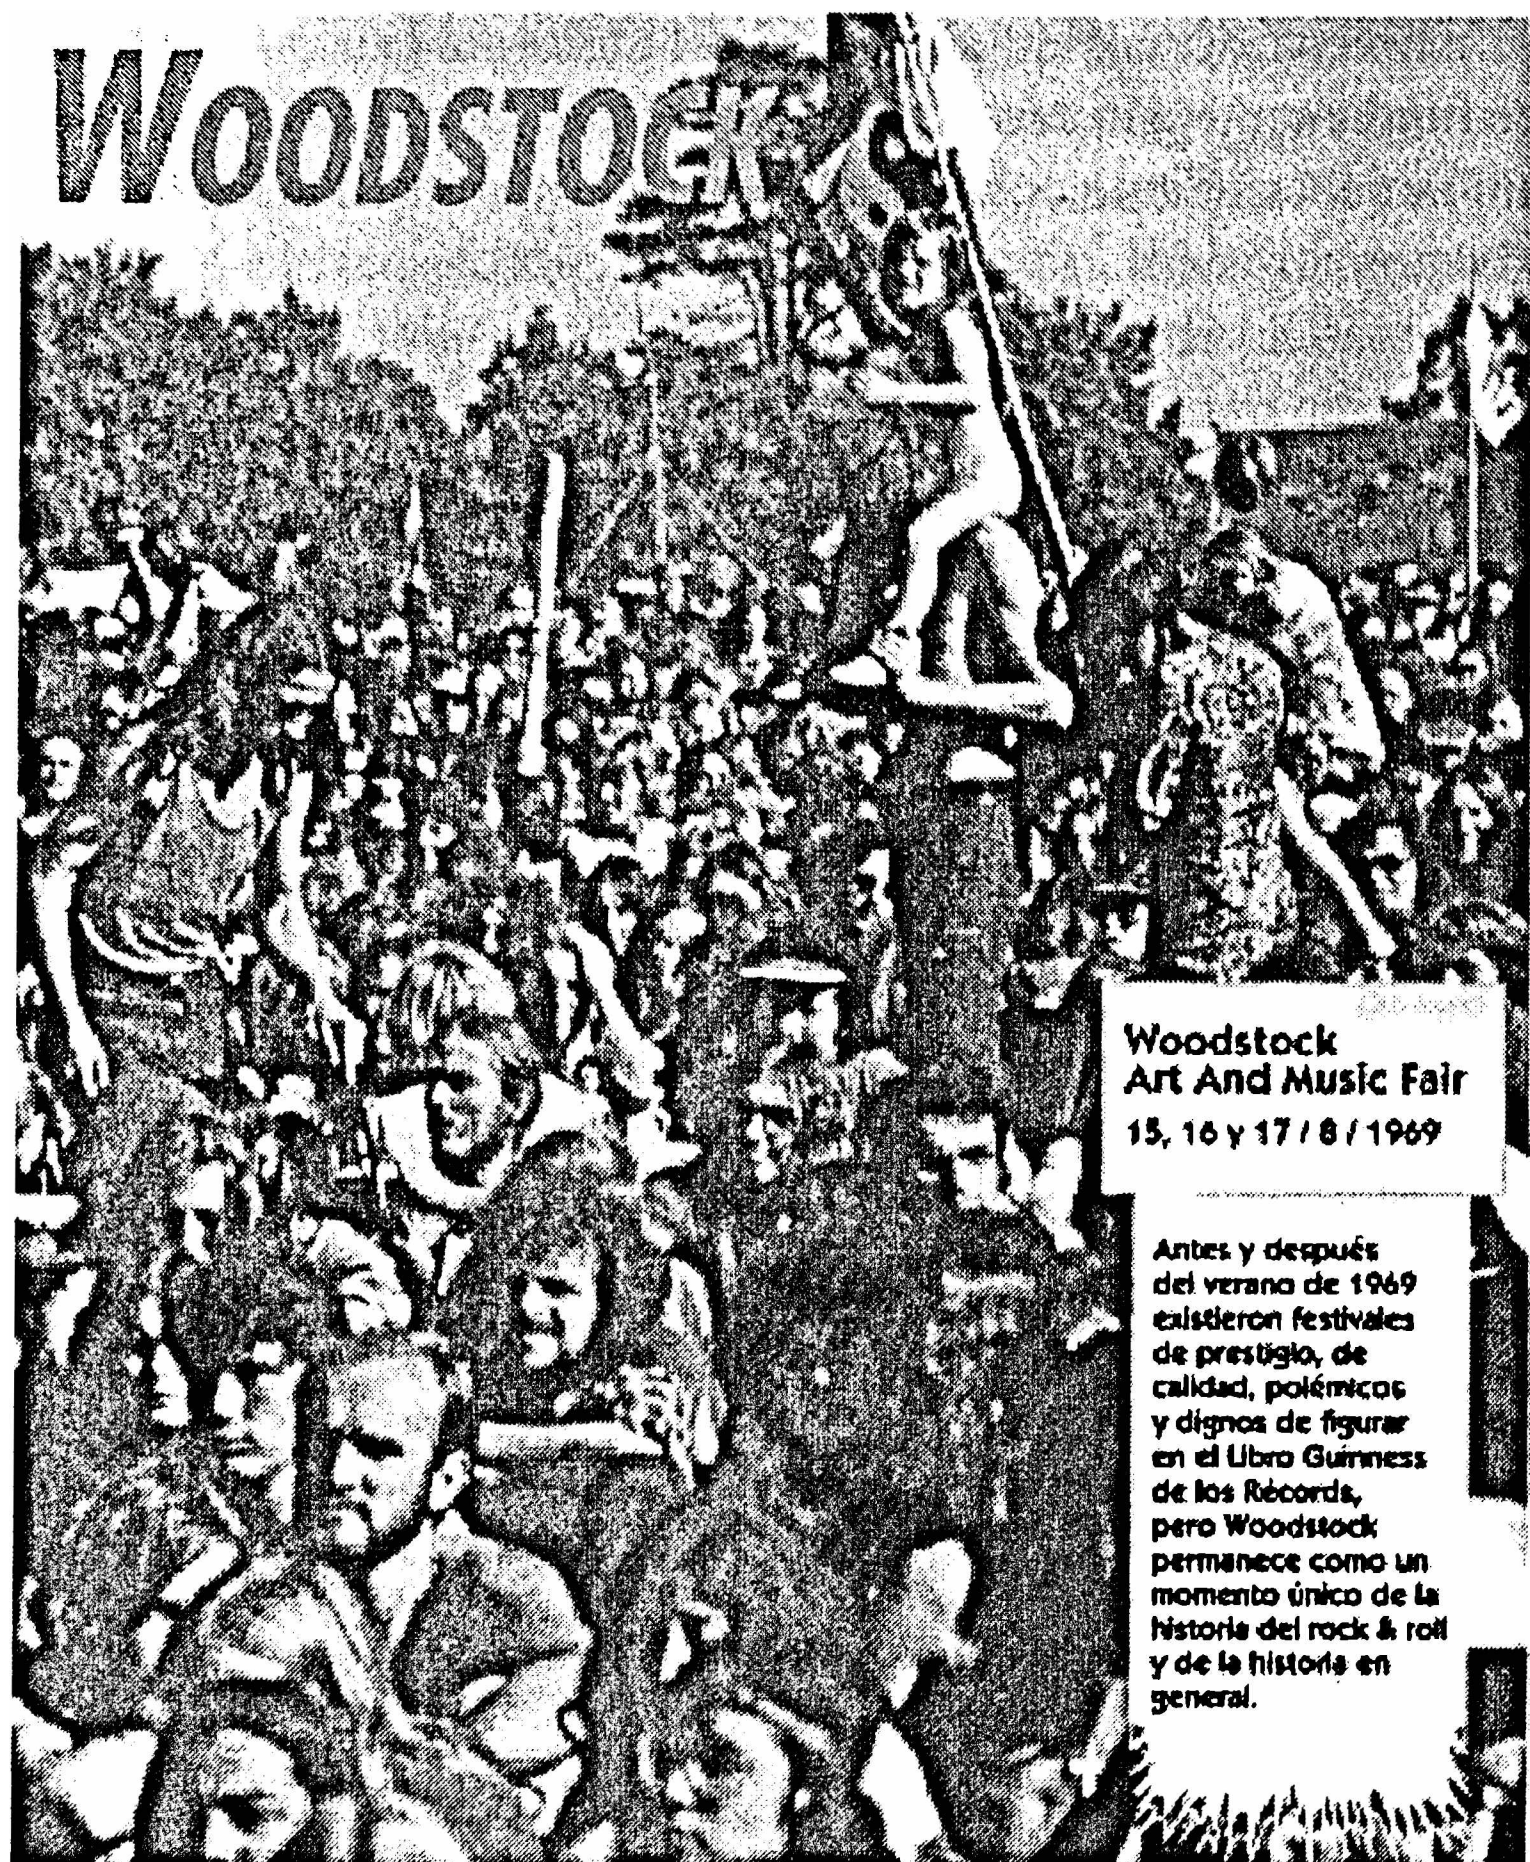 WOODSTOCK
Woodstock
Art And Music Fair
15, 16 y 17 / 8 / 1969
Antes y después
del verano de 1969
existieron festivales
de prestigio, de
calidad, polémicos
y dignos de figurar
en el Libro Guinness
de los Récords,
pero Woodstock
permanece como un
momento único de la
historia del rock & roll
y de la historia en
general.